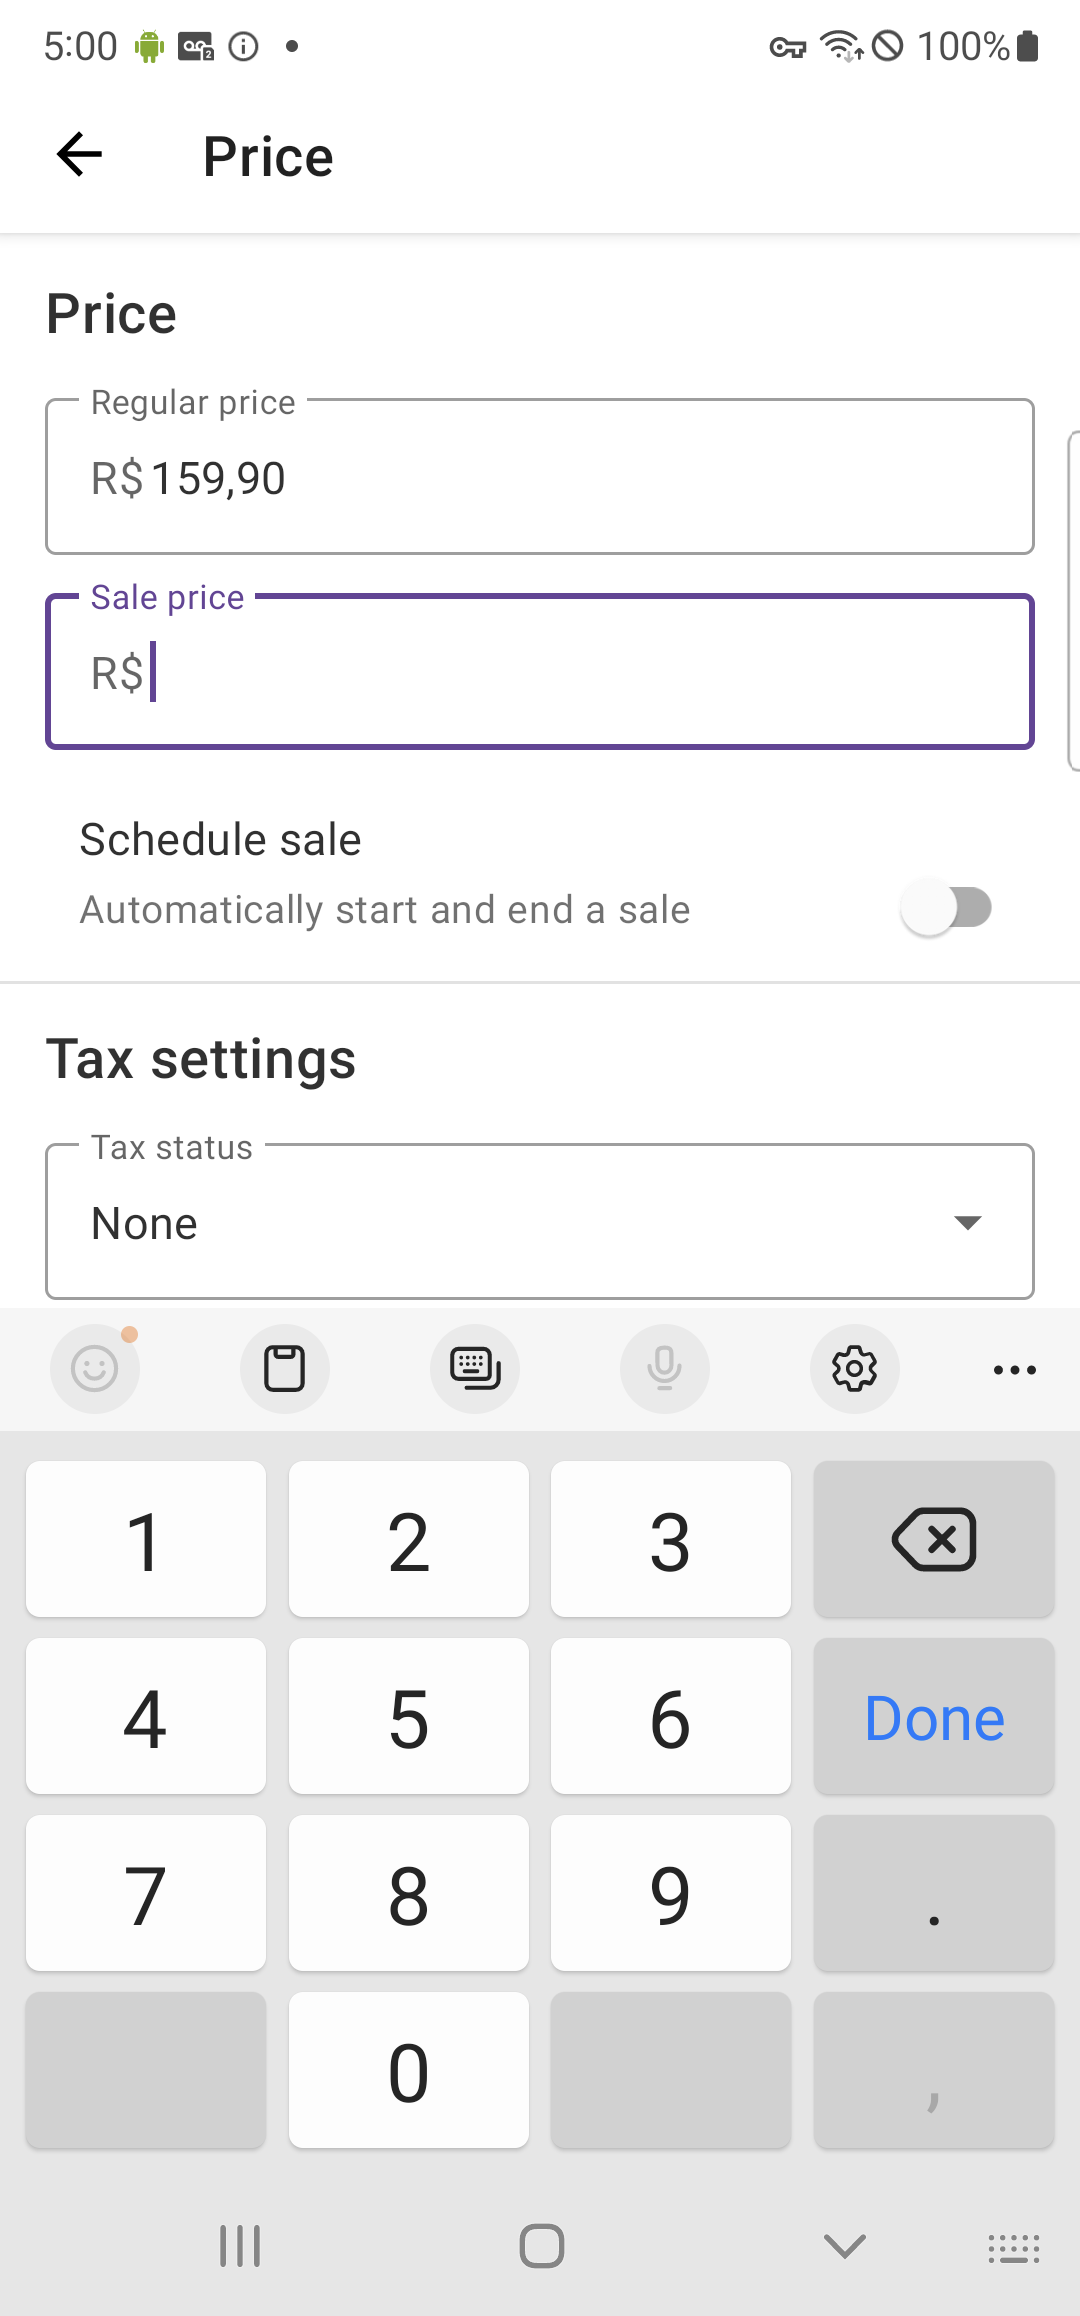 5:00
100%
Price
Price
Regular price
R$ 159,90
Sale price
R$
Schedule sale
Automatically start and end a sale
Tax settings
Tax status
None
1 2 3
4 5 6 Done
7 8 9 .
0 ,